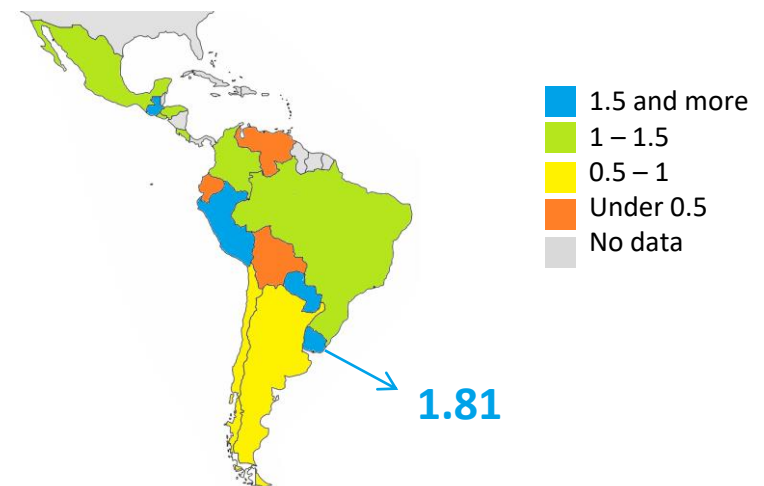 1.5 and more
1 – 1.5
0.5 – 1
Under 0.5
No data
1.81